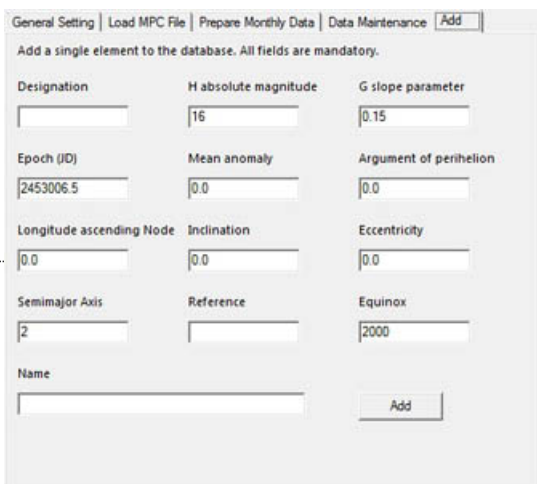 General Setting Load MPC File Prepare Monthly Data Data Maintenance Add
Add a single element to the database. All fields are mandatory.
Designation H absolute magnitude G slope parameter
16 0.15
Epoch (JD) Mean anomaly Argument of perihelion
2453006.5 0.0 0.0
Longitude ascending Node Inclination Eccentricity
0.0 0.0 0.0
Semimajor Axis Reference Equinox
2 2000
Name
Add